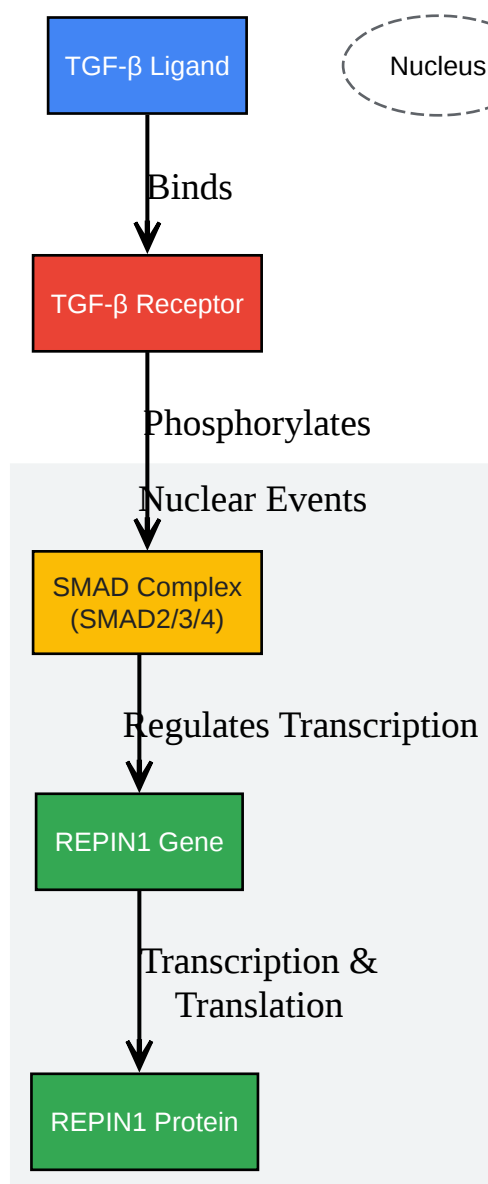 TGF-β Ligand
Nucleus
Binds
TGF-β Receptor
Phosphorylates
Nuclear Events
SMAD Complex
(SMAD2/3/4)
Regulates Transcription
REPIN1 Gene
Transcription &
Translation
REPIN1 Protein